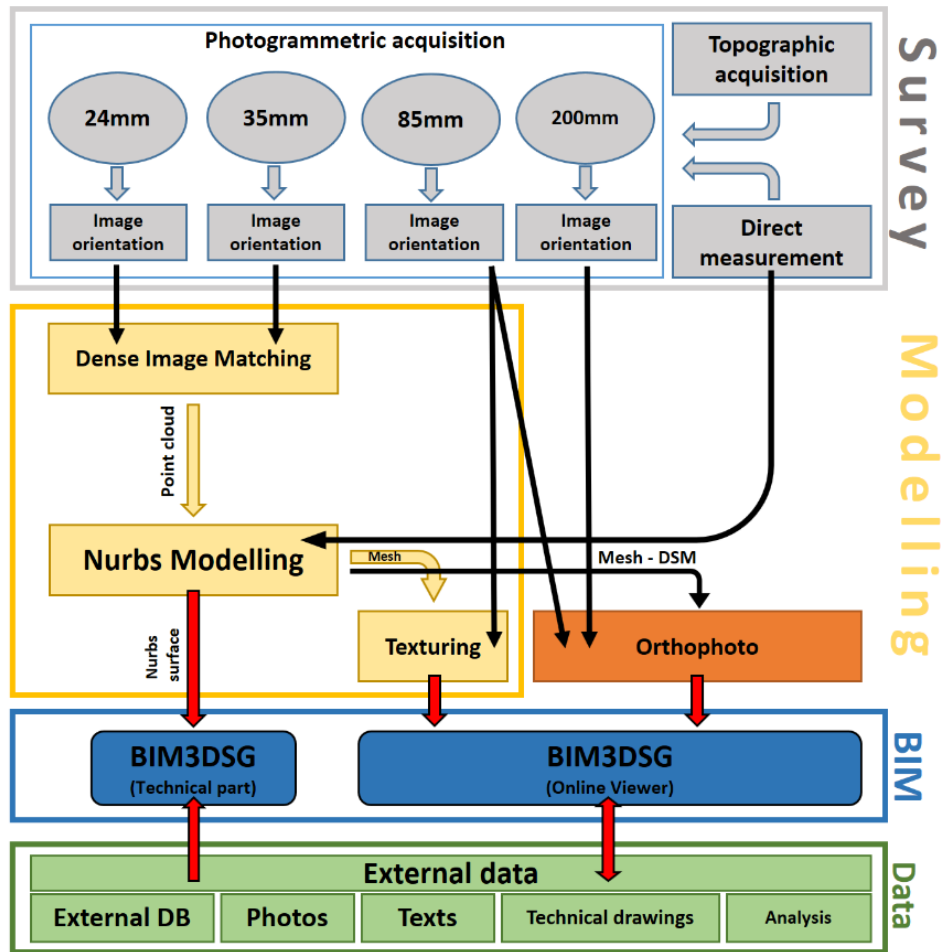 Photogrammetric acquisition
Topographic
acquisition
24mm
35mm
85mm
200mm
Image
orientation
Image
orientation
Image
orientation
Image
orientation
Direct
measurement
Survey
Dense Image Matching
Point cloud
Nurbs Modelling
Mesh
Mesh - DSM
Nurbs
surface
Texturing
Orthophoto
Modelling
BIM3DSG
(Technical part)
BIM3DSG
(Online Viewer)
BIM
External data
External DB
Photos
Texts
Technical drawings
Analysis
Data